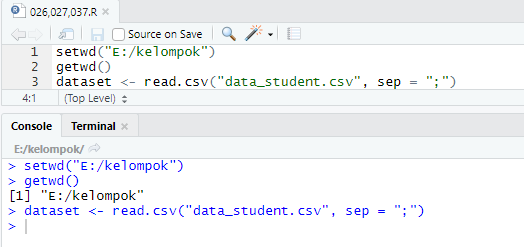 026,027,037.R
Source on Save
1 setwd("E:/kelompok")
2 getwd()
3 dataset <- read.csv("data_student.csv", sep = ";")
4:1 (Top Level)
Console Terminal
E:/kelompok/
> setwd("E:/kelompok")
> getwd()
[1] "E:/kelompok"
> dataset <- read.csv("data_student.csv", sep = ";")
>